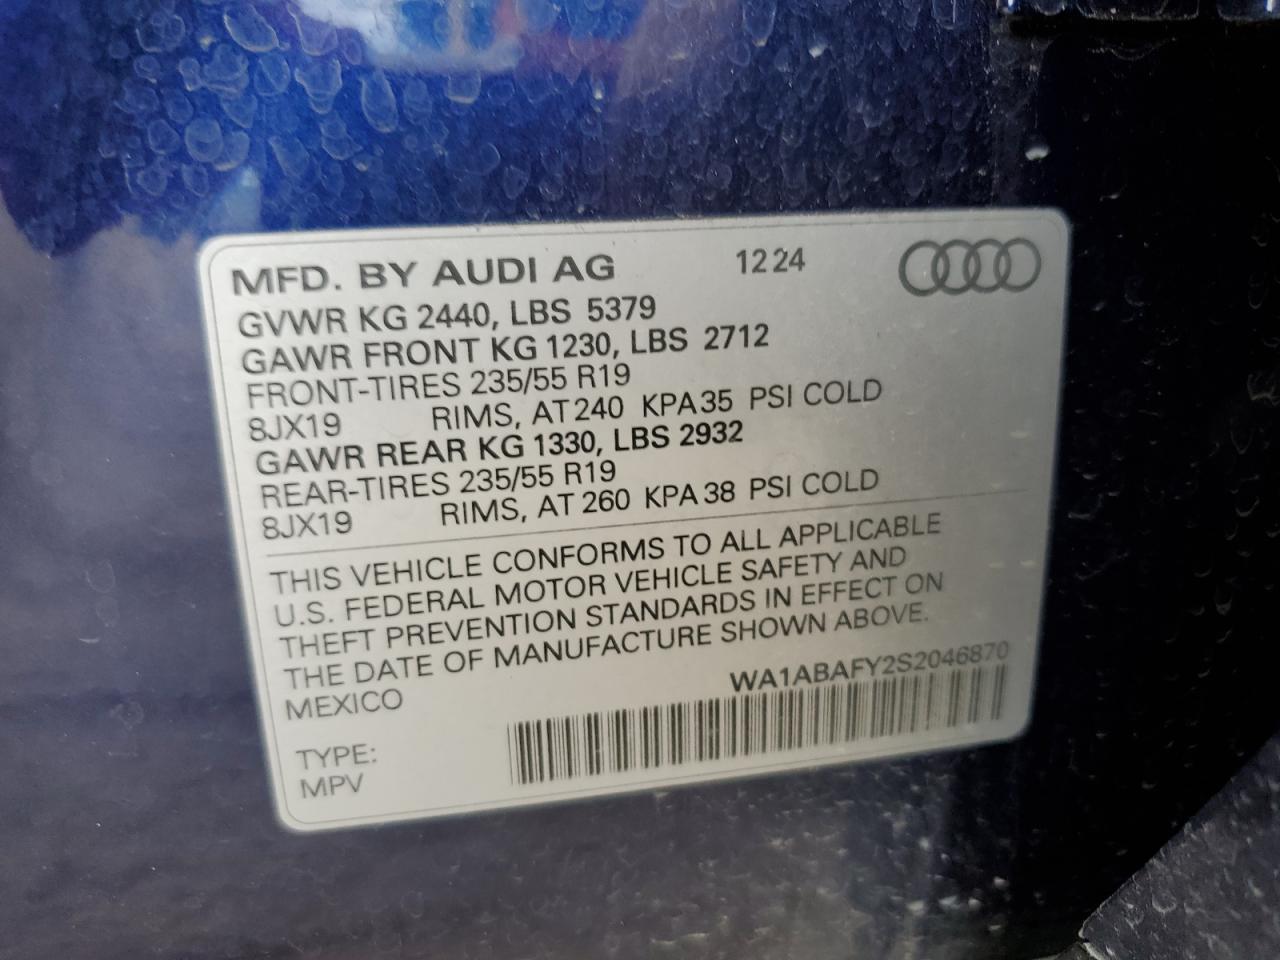 MFD. BY AUDI AG 1224
GVWR KG 2440, LBS 5379
GAWR FRONT KG 1230, LBS 2712
FRONT-TIRES 235/55 R19
8JX19 RIMS, AT 240 KPA 35 PSI COLD
GAWR REAR KG 1330, LBS 2932
REAR-TIRES 235/55 R19
8JX19 RIMS, AT 260 KPA 38 PSI COLD
THIS VEHICLE CONFORMS TO ALL APPLICABLE
U.S. FEDERAL MOTOR VEHICLE SAFETY AND
THEFT PREVENTION STANDARDS IN EFFECT ON
THE DATE OF MANUFACTURE SHOWN ABOVE.
MEXICO WA1ABAFY2S2046870
TYPE:
MPV